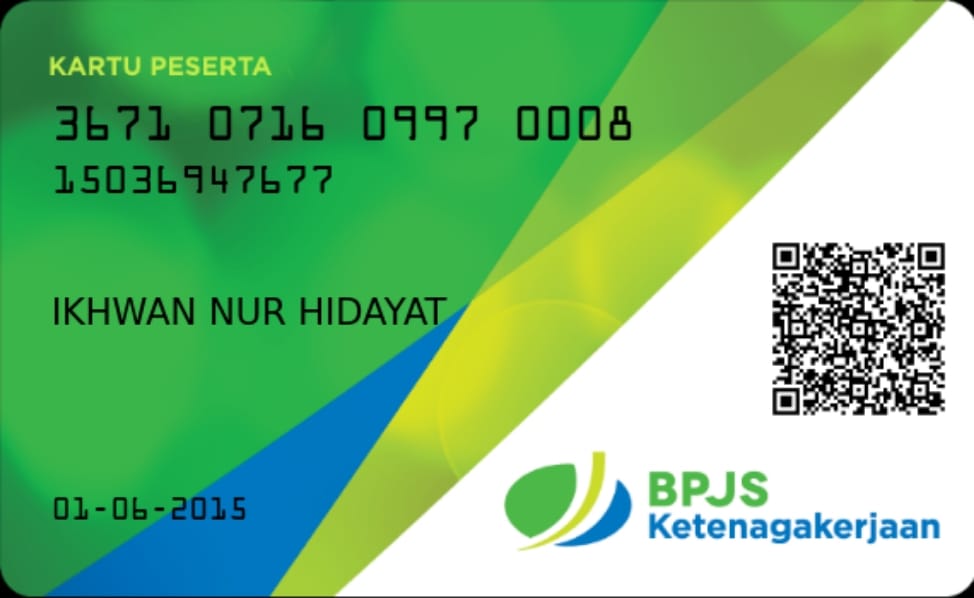 KARTU PESERTA
3671 0716 0997 0008
15036947677
IKHWAN NUR HIDAYAT
01-06-2015
BPJS
Ketenagakerjaan